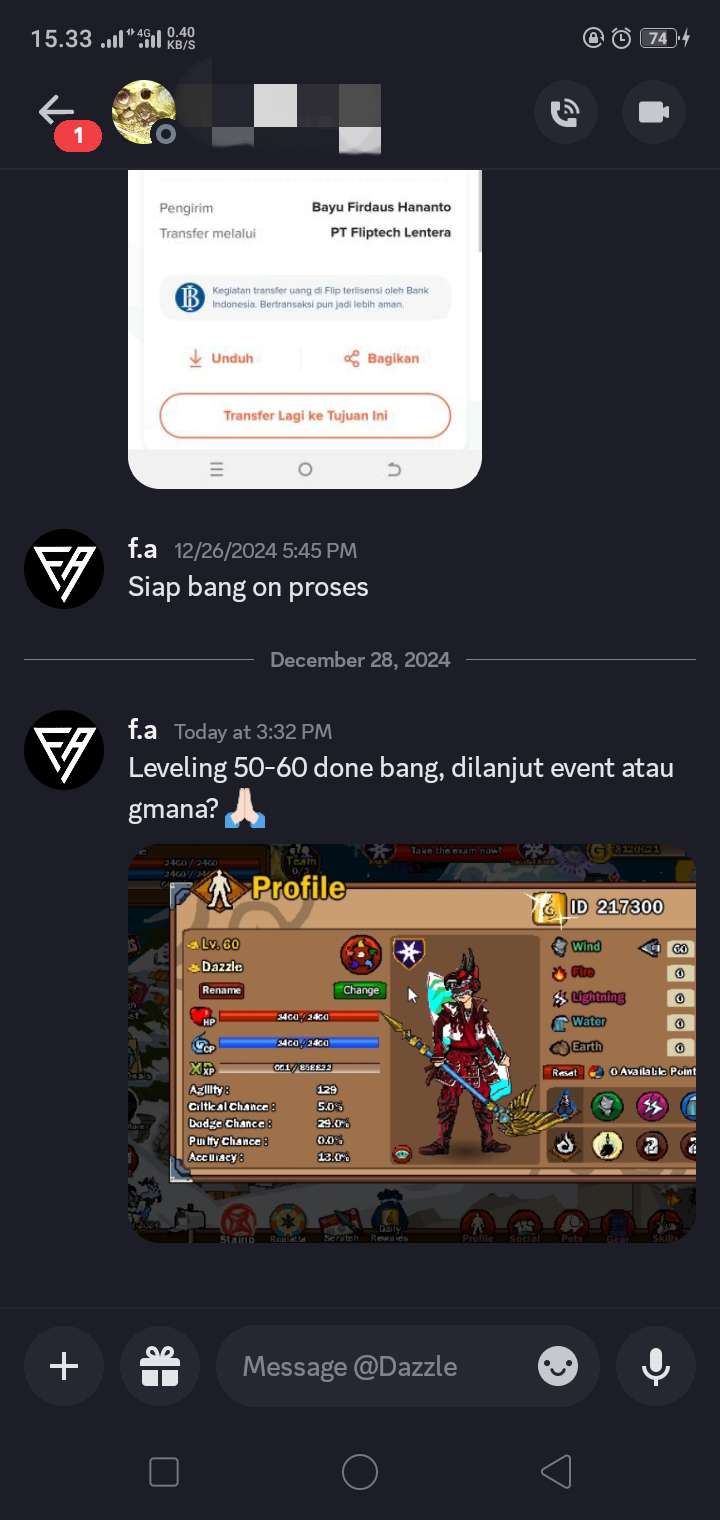 15.33
4G
0.40
KB/S
74
1
Pengirim Bayu Firdaus Hananto
Transfer melalui PT Fliptech Lentera
Kegiatan transfer uang di Flip terlisensi oleh Bank
Indonesia. Bertransaksi pun jadi lebih aman.
Unduh Bagikan
Transfer Lagi ke Tujuan Ini
f.a 12/26/2024 5:45 PM
Siap bang on proses
December 28, 2024
f.a Today at 3:32 PM
Leveling 50-60 done bang, dilanjut event atau
gmana?
Take the exam now!
2460 / 2460
Team
Profile
ID 217300
Lv. 60
Dazzle
Rename Change
HP 2460 / 2460
CP 2460 / 2460
XP
Agility : 129
Critical Chance : 5.0%
Dodge Chance : 29.0%
Purify Chance : 0.0%
Accuracy : 13.0%
Wind 60
Fire 0
Lightning 0
Water 0
Earth 0
Reset 0 Available Point
Daily
Roulette Scratch Rewards Profile Social Pets Gear Skills
Message @Dazzle